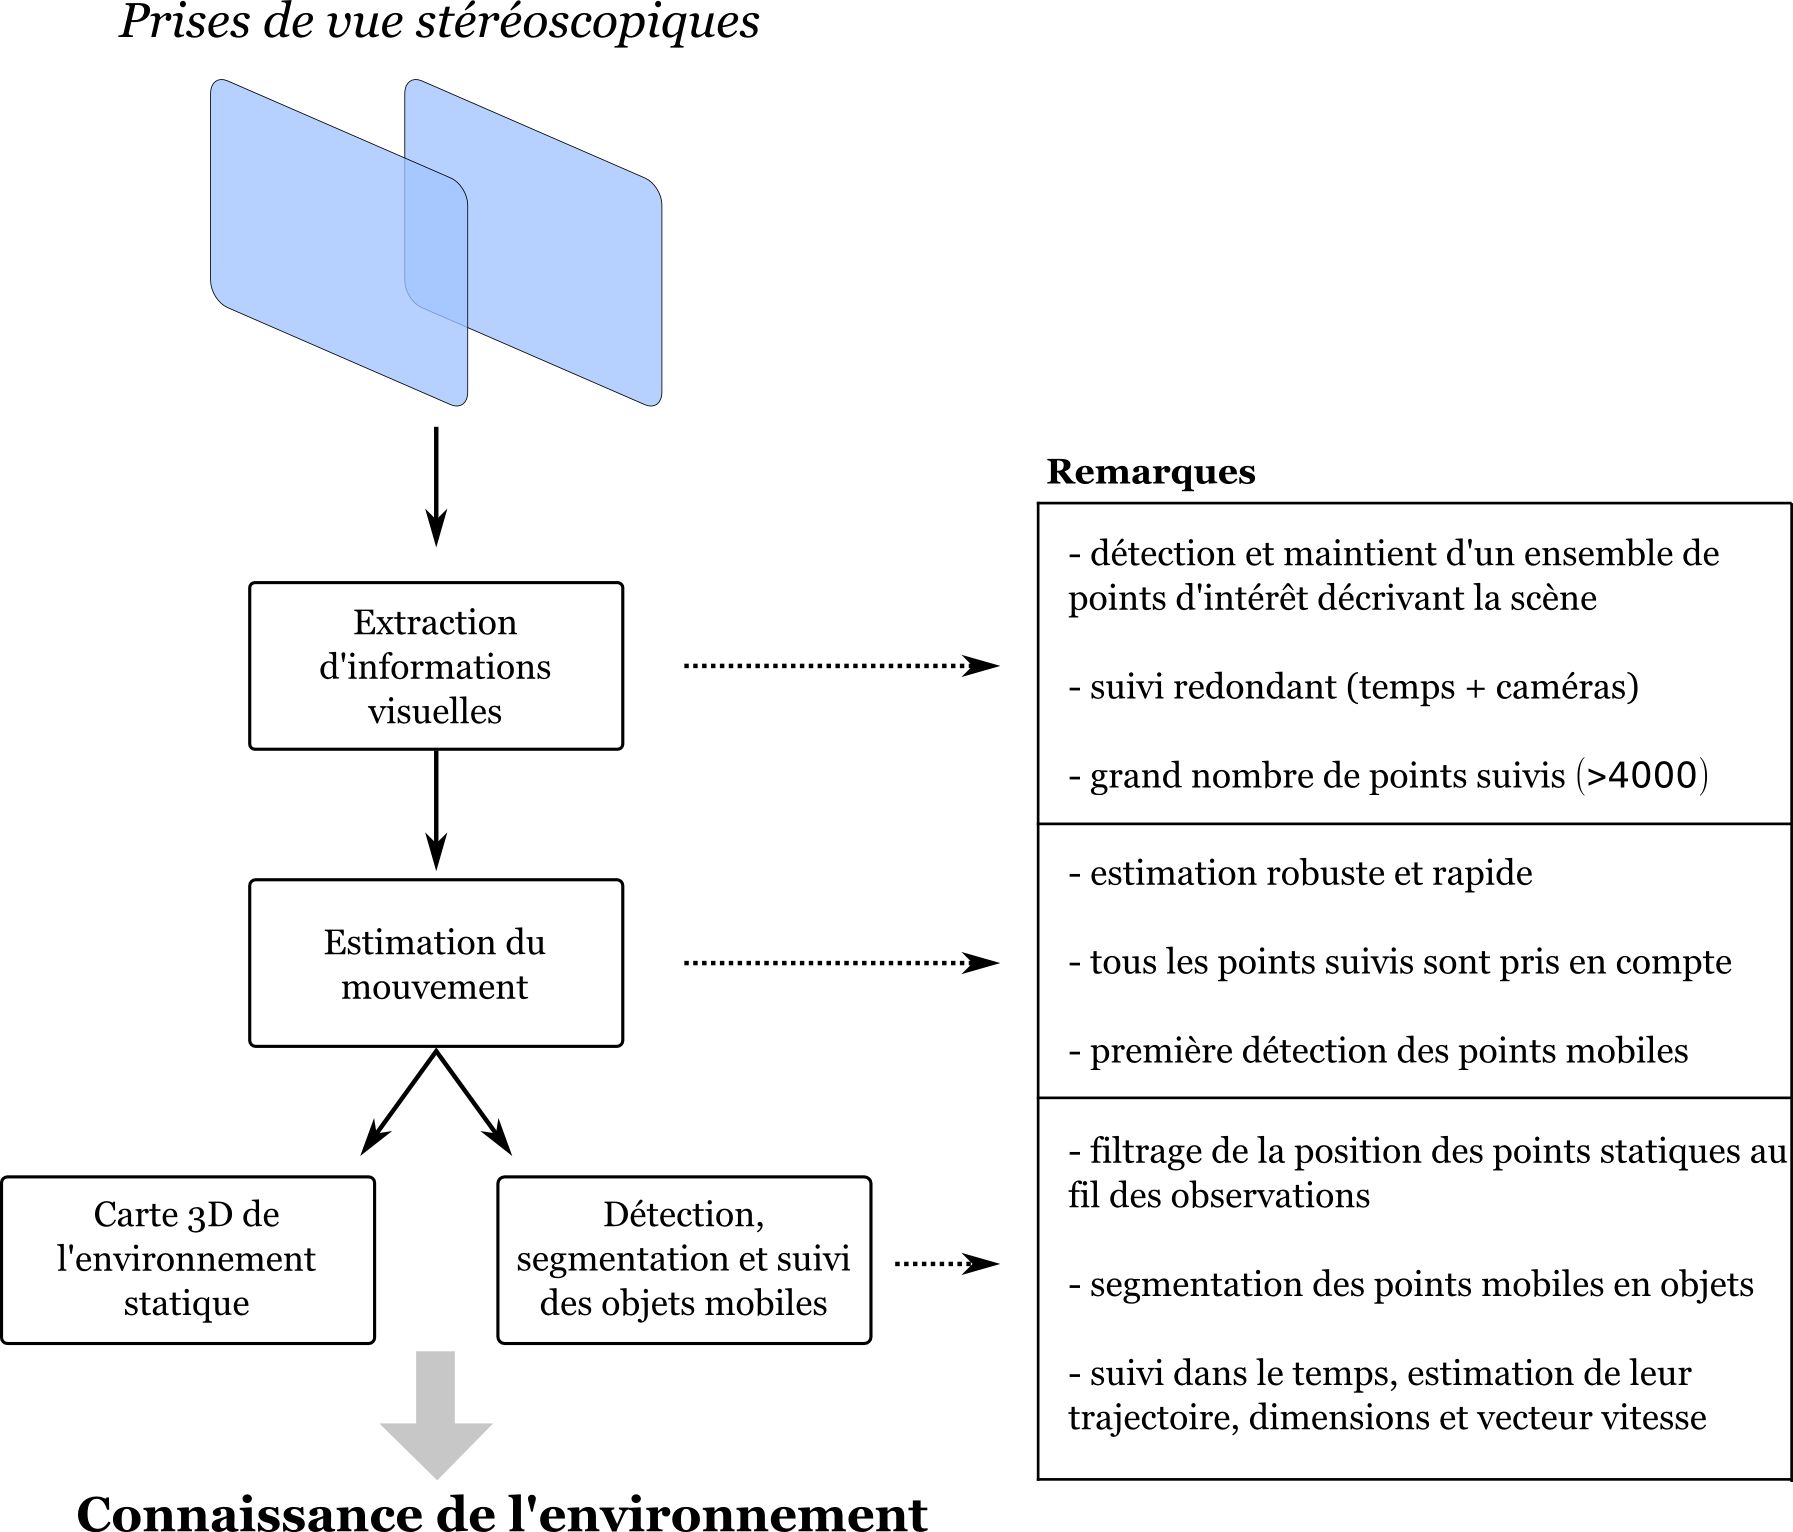 Prises de vue stéréoscopiques
Extraction
d'informations
visuelles
Estimation du
mouvement
Carte 3D de
l'environnement
statique
Détection,
segmentation et suivi
des objets mobiles
Connaissance de l'environnement
Remarques
- détection et maintient d'un ensemble de
points d'intérêt décrivant la scène
- suivi redondant (temps + caméras)
- grand nombre de points suivis (>4000)
- estimation robuste et rapide
- tous les points suivis sont pris en compte
- première détection des points mobiles
- filtrage de la position des points statiques au
fil des observations
- segmentation des points mobiles en objets
- suivi dans le temps, estimation de leur
trajectoire, dimensions et vecteur vitesse